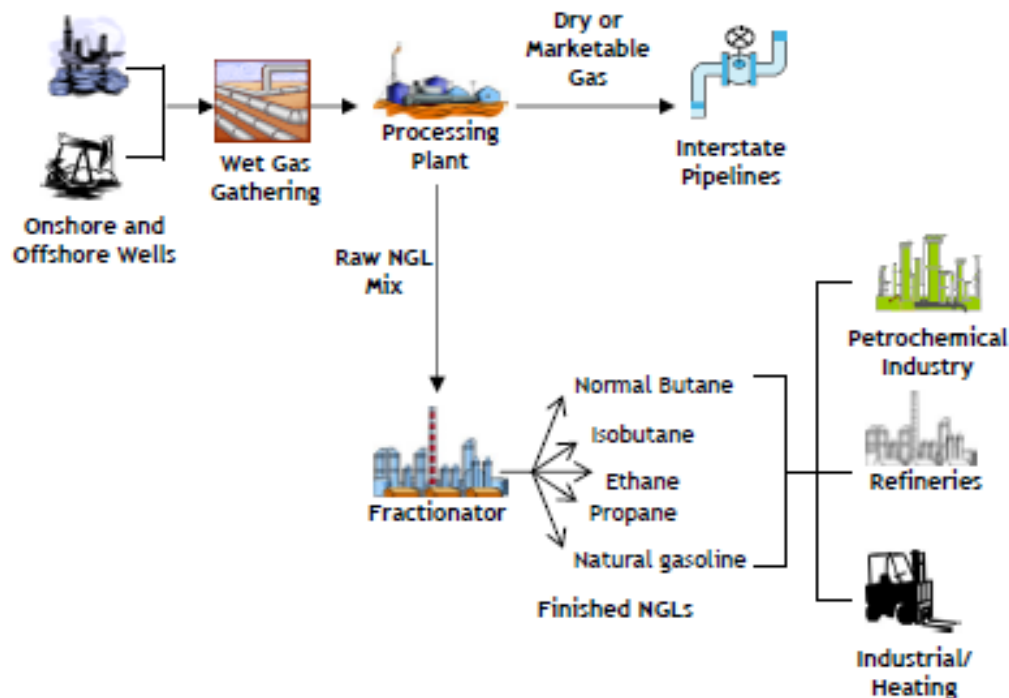 Dry or
Marketable
Gas
Onshore and
Offshore Wells
Wet Gas
Gathering
Processing
Plant
Interstate
Pipelines
Raw NGL
Mix
Fractionator
Normal Butane
Isobutane
Ethane
Propane
Natural gasoline
Finished NGLs
Petrochemical
Industry
Refineries
Industrial/
Heating